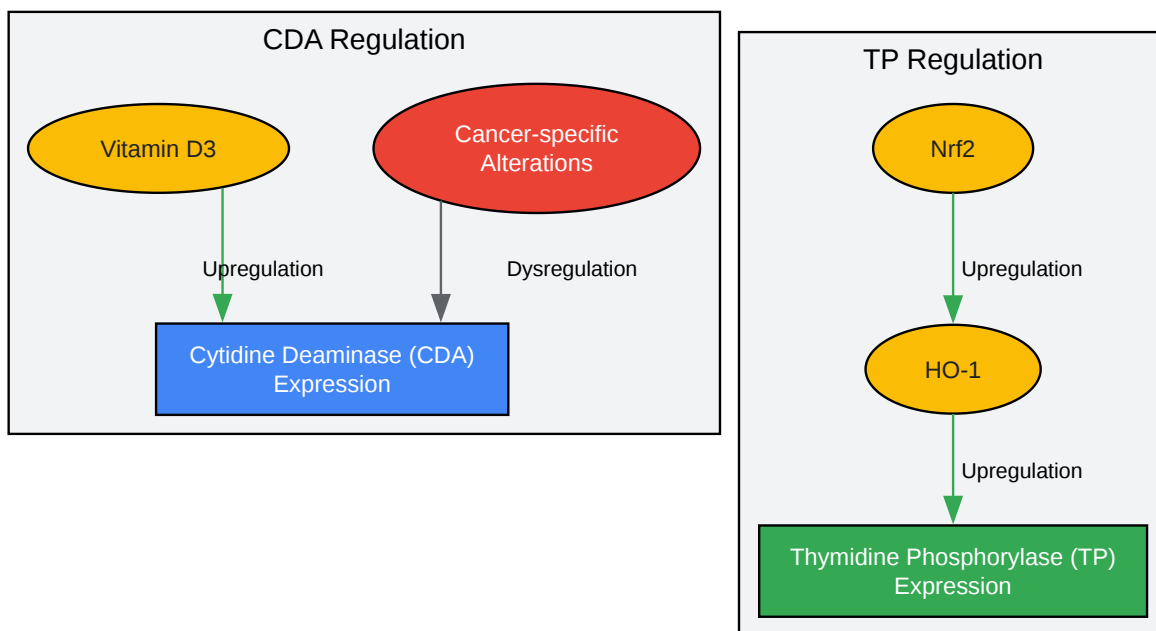 CDA Regulation
Vitamin D3
Cancer-specific
Alterations
Upregulation
Dysregulation
Cytidine Deaminase (CDA)
Expression
TP Regulation
Nrf2
Upregulation
HO-1
Upregulation
Thymidine Phosphorylase (TP)
Expression